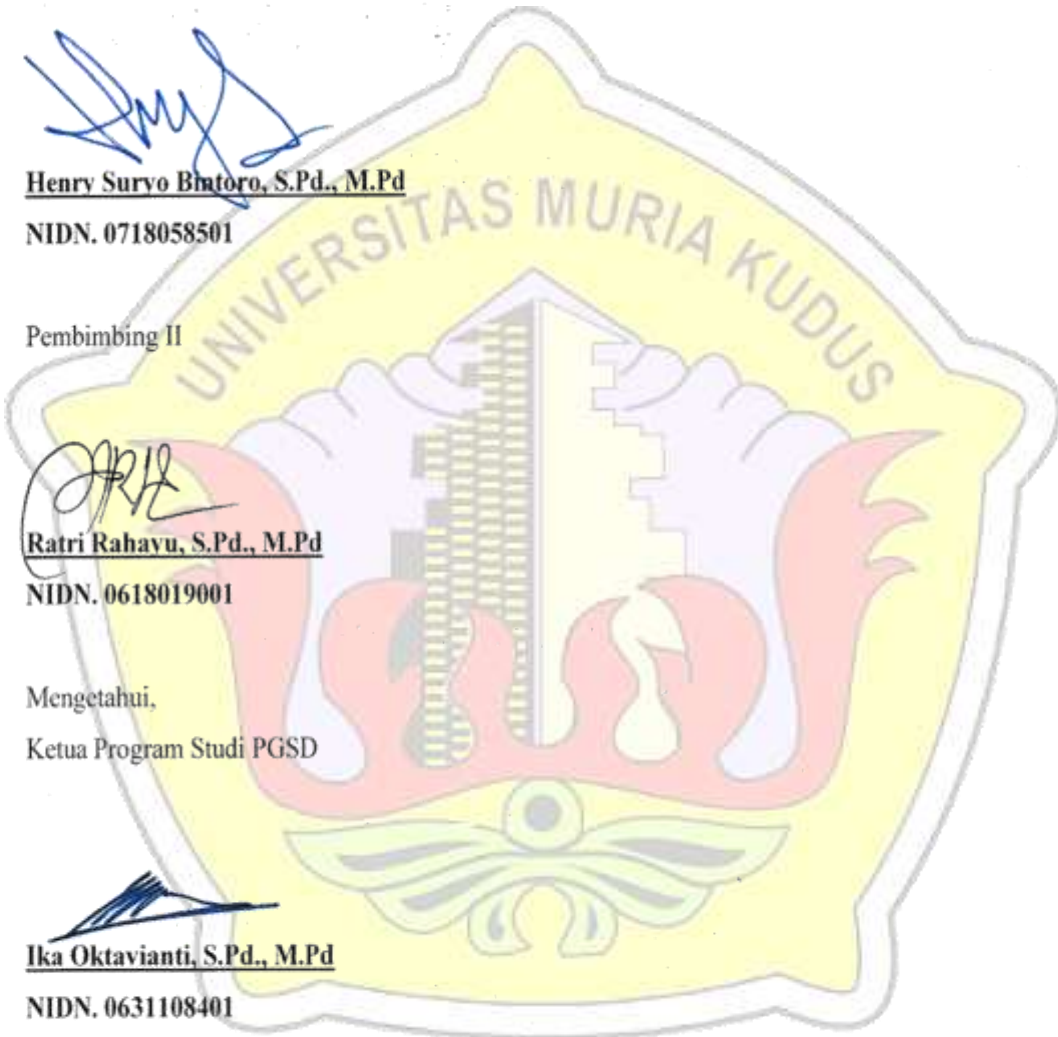 Henry Suryo Bintoro, S.Pd., M.Pd
NIDN. 0718058501
UNIVERSITAS MURIA KUDUS
Pembimbing II
Ratri Rahayu, S.Pd., M.Pd
NIDN. 0618019001
Mengetahui,
Ketua Program Studi PGSD
Ika Oktavianti, S.Pd., M.Pd
NIDN. 0631108401